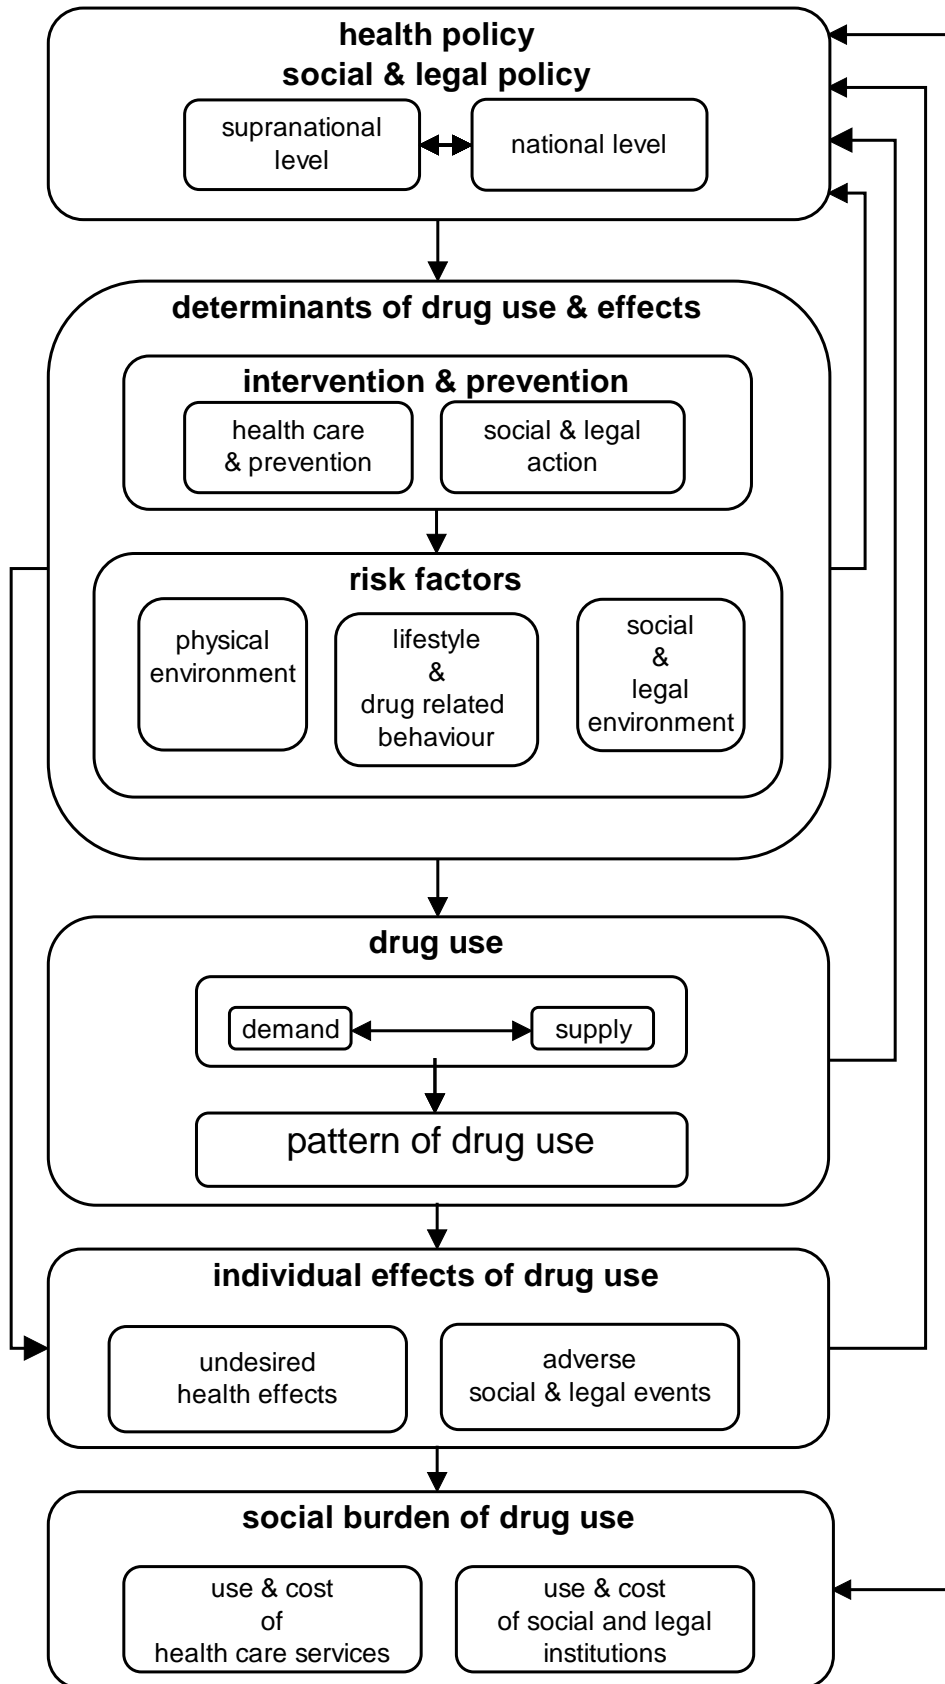 health policy
social & legal policy
supranational
level
national level
determinants of drug use & effects
intervention & prevention
health care
& prevention
social & legal
action
risk factors
physical
environment
lifestyle
&
drug related
behaviour
social
&
legal
environment
drug use
demand
supply
pattern of drug use
individual effects of drug use
undesired
health effects
adverse
social & legal events
social burden of drug use
use & cost
of
health care services
use & cost
of social and legal
institutions